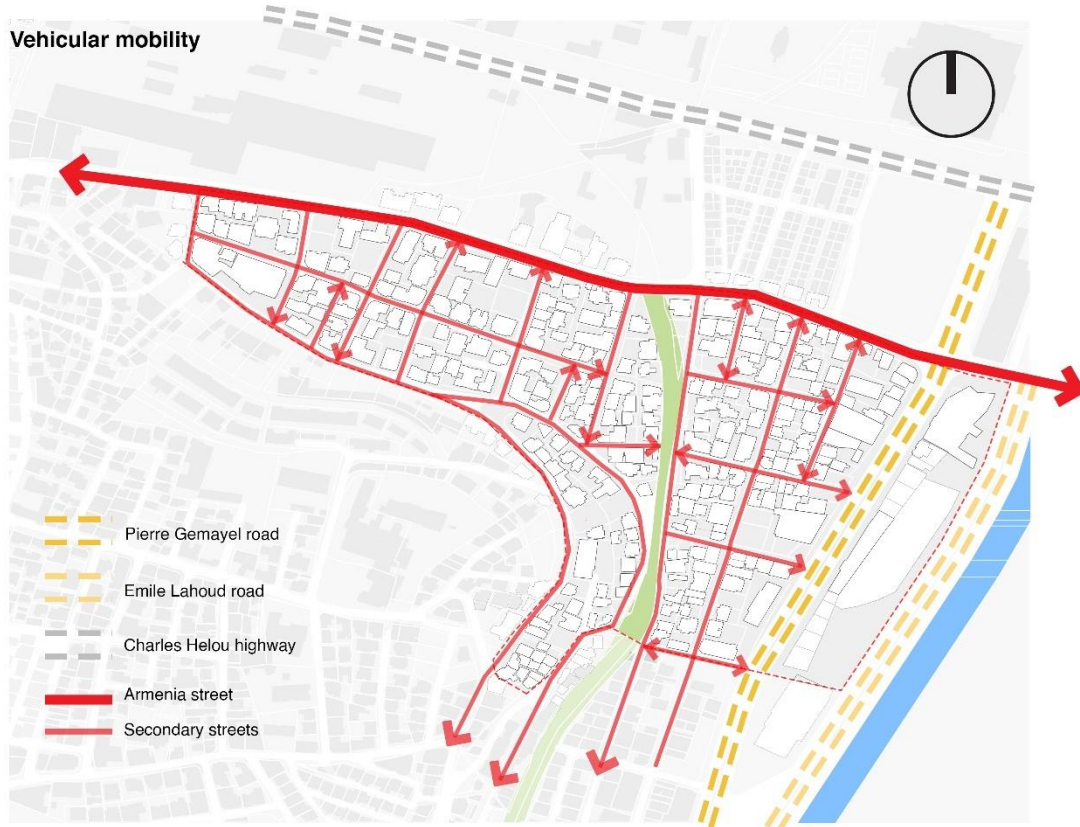 Vehicular mobility
Pierre Gemayel road
Emile Lahoud road
Charles Helou highway
Armenia street
Secondary streets